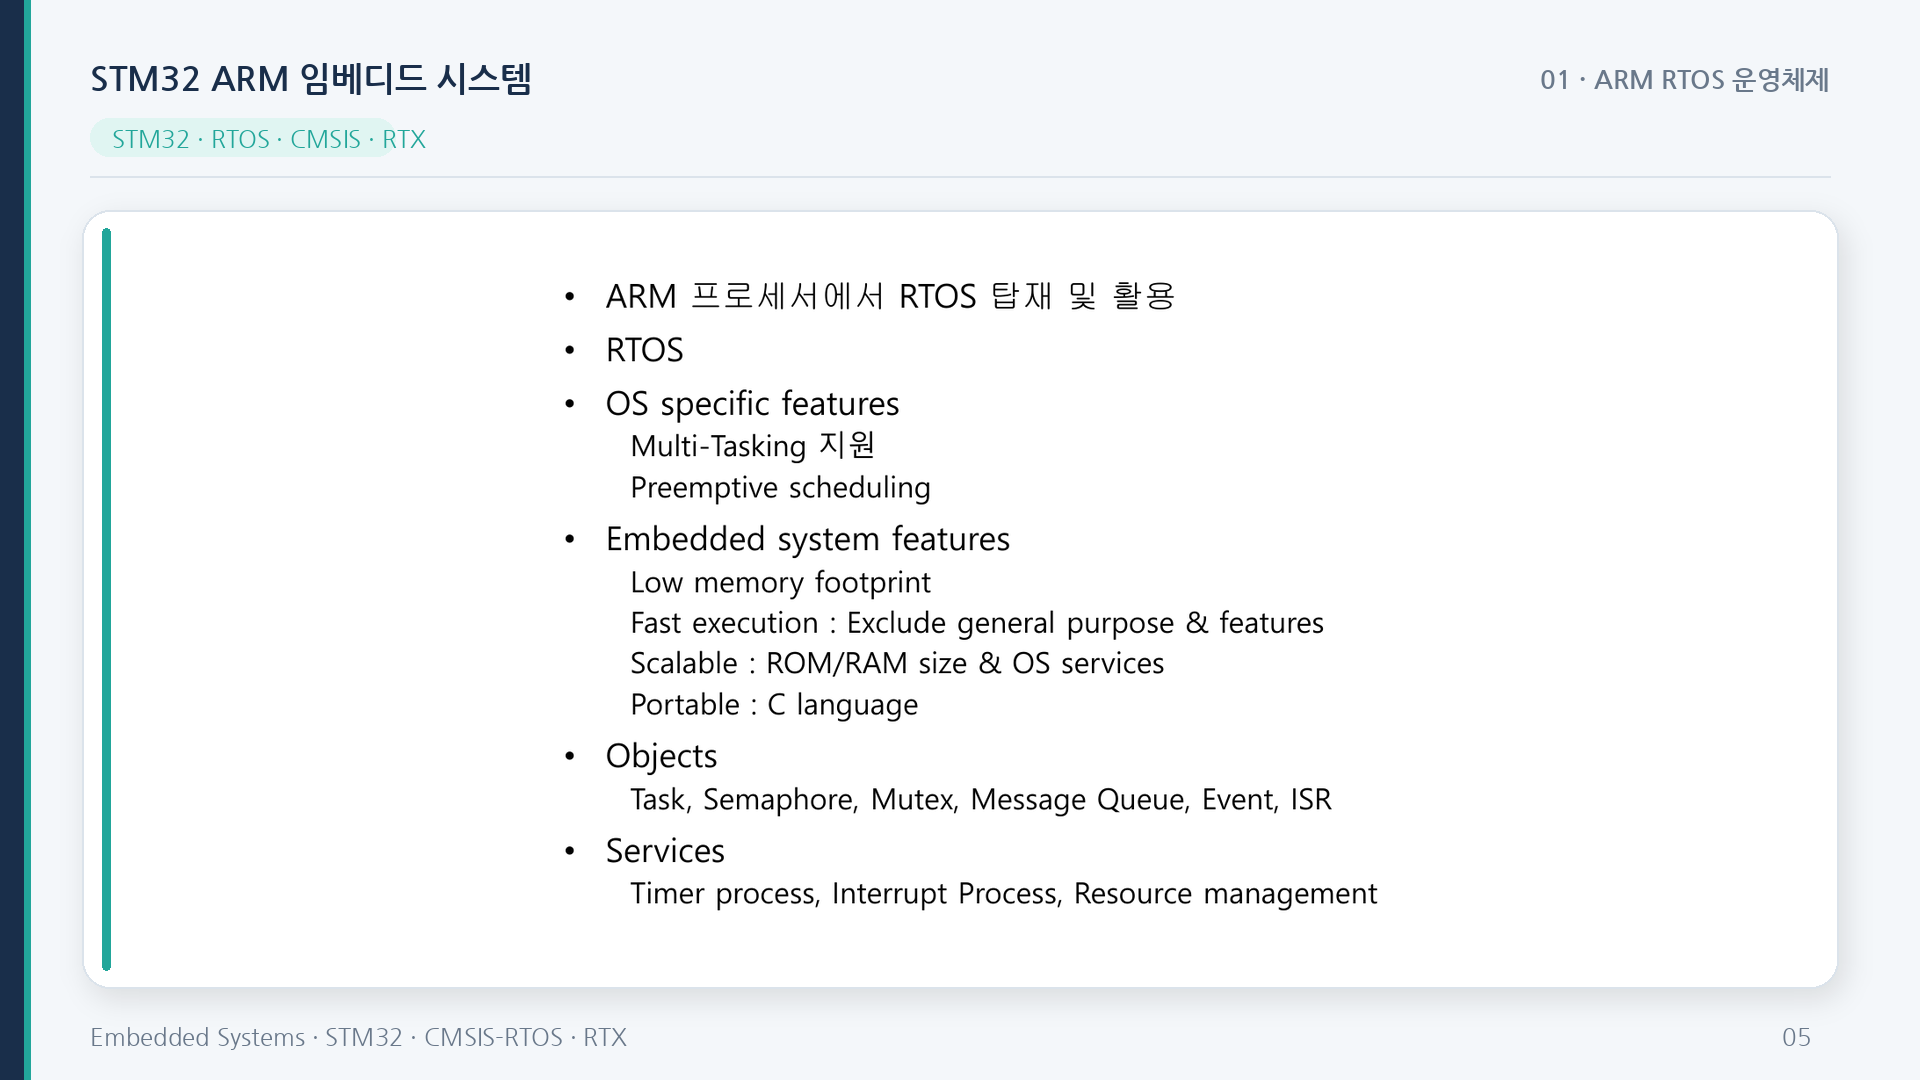 STM32 ARM 임베디드 시스템
01 · ARM RTOS 운영체제
STM32 · RTOS · CMSIS · RTX
• ARM 프로세서에서 RTOS 탑재 및 활용
• RTOS
• OS specific features
Multi-Tasking 지원
Preemptive scheduling
• Embedded system features
Low memory footprint
Fast execution : Exclude general purpose & features
Scalable : ROM/RAM size & OS services
Portable : C language
• Objects
Task, Semaphore, Mutex, Message Queue, Event, ISR
• Services
Timer process, Interrupt Process, Resource management
Embedded Systems · STM32 · CMSIS-RTOS · RTX
05